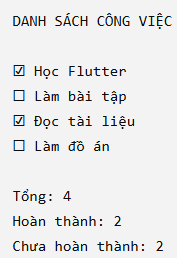 DANH SÁCH CÔNG VIỆC
☑ Học Flutter
☐ Làm bài tập
☑ Đọc tài liệu
☐ Làm đồ án
Tổng: 4
Hoàn thành: 2
Chưa hoàn thành: 2